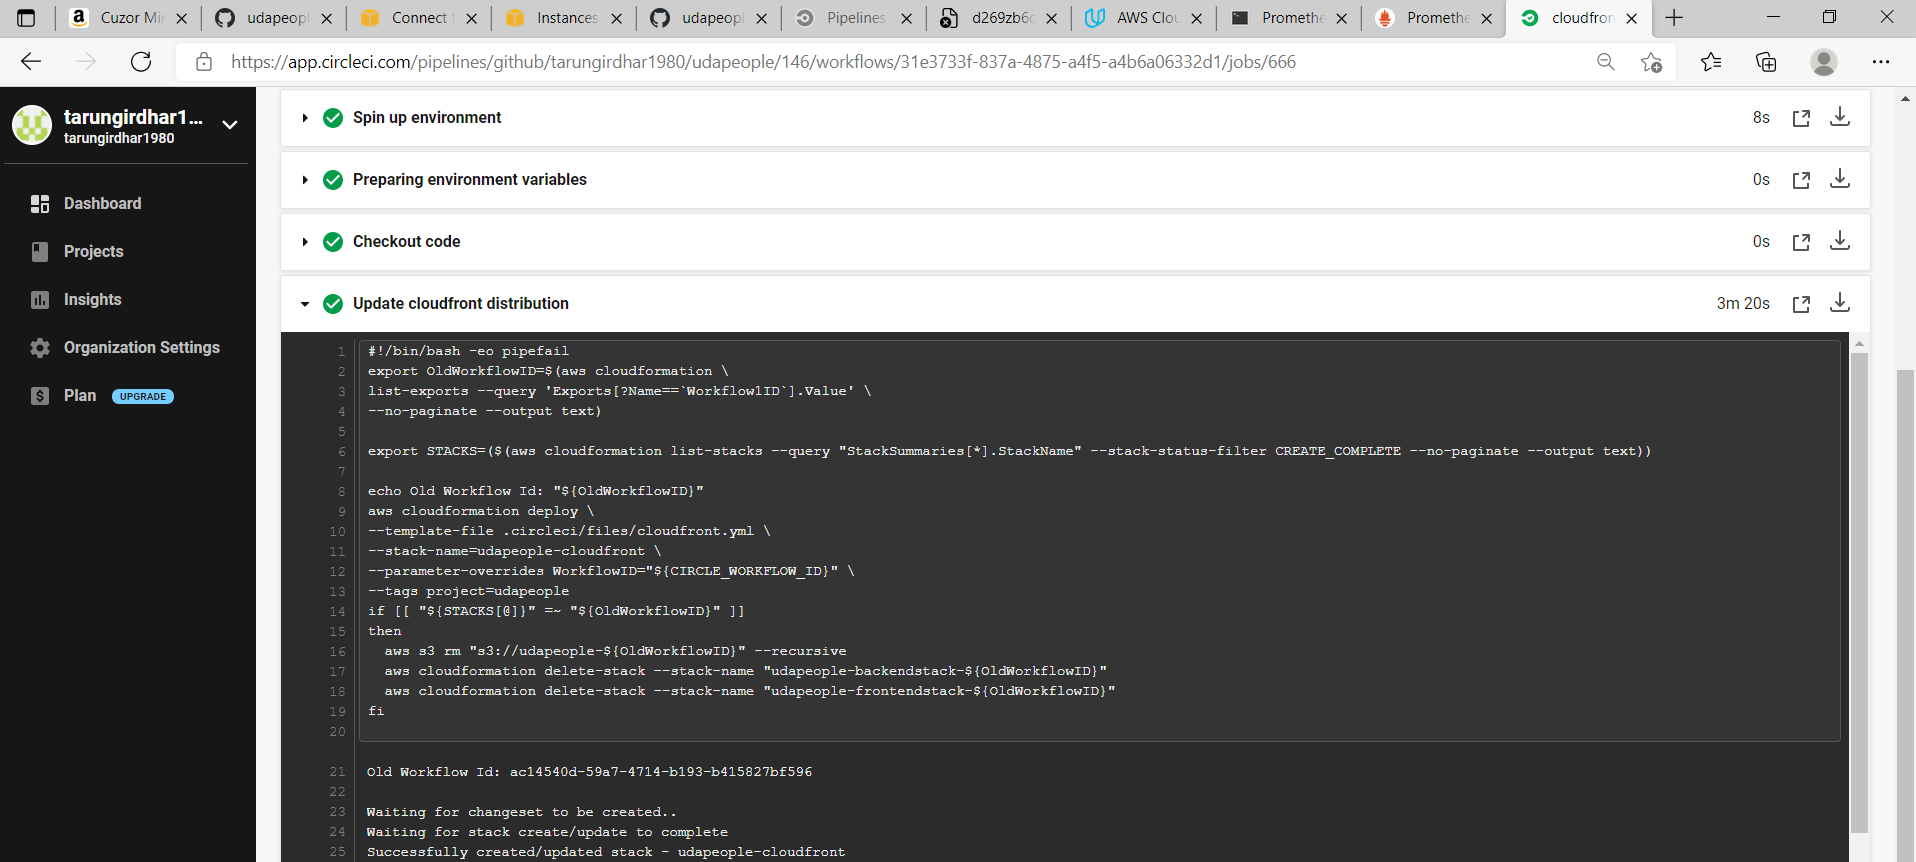 Cuzor Mir
udapeopl
Connect t
Instances
udapeopl
Pipelines
d269zb6c
AWS Clou
Promethe
Promethe
cloudfron
https://app.circleci.com/pipelines/github/tarungirdhar1980/udapeople/146/workflows/31e3733f-837a-4875-a4f5-a4b6a06332d1/jobs/666
tarungirdhar1...
tarungirdhar1980
Dashboard
Projects
Insights
Organization Settings
Plan UPGRADE
Spin up environment 8s
Preparing environment variables 0s
Checkout code 0s
Update cloudfront distribution 3m 20s
1 #!/bin/bash -eo pipefail
2 export OldWorkflowID=$(aws cloudformation \
3 list-exports --query 'Exports[?Name==`Workflow1ID`].Value' \
4 --no-paginate --output text)
5
6 export STACKS=($(aws cloudformation list-stacks --query "StackSummaries[*].StackName" --stack-status-filter CREATE_COMPLETE --no-paginate --output text))
7
8 echo Old Workflow Id: "${OldWorkflowID}"
9 aws cloudformation deploy \
10 --template-file .circleci/files/cloudfront.yml \
11 --stack-name=udapeople-cloudfront \
12 --parameter-overrides WorkflowID="${CIRCLE_WORKFLOW_ID}" \
13 --tags project=udapeople
14 if [[ "${STACKS[@]}" =~ "${OldWorkflowID}" ]]
15 then
16 aws s3 rm "s3://udapeople-${OldWorkflowID}" --recursive
17 aws cloudformation delete-stack --stack-name "udapeople-backendstack-${OldWorkflowID}"
18 aws cloudformation delete-stack --stack-name "udapeople-frontendstack-${OldWorkflowID}"
19 fi
20
21 Old Workflow Id: ac14540d-59a7-4714-b193-b415827bf596
22
23 Waiting for changeset to be created..
24 Waiting for stack create/update to complete
25 Successfully created/updated stack - udapeople-cloudfront